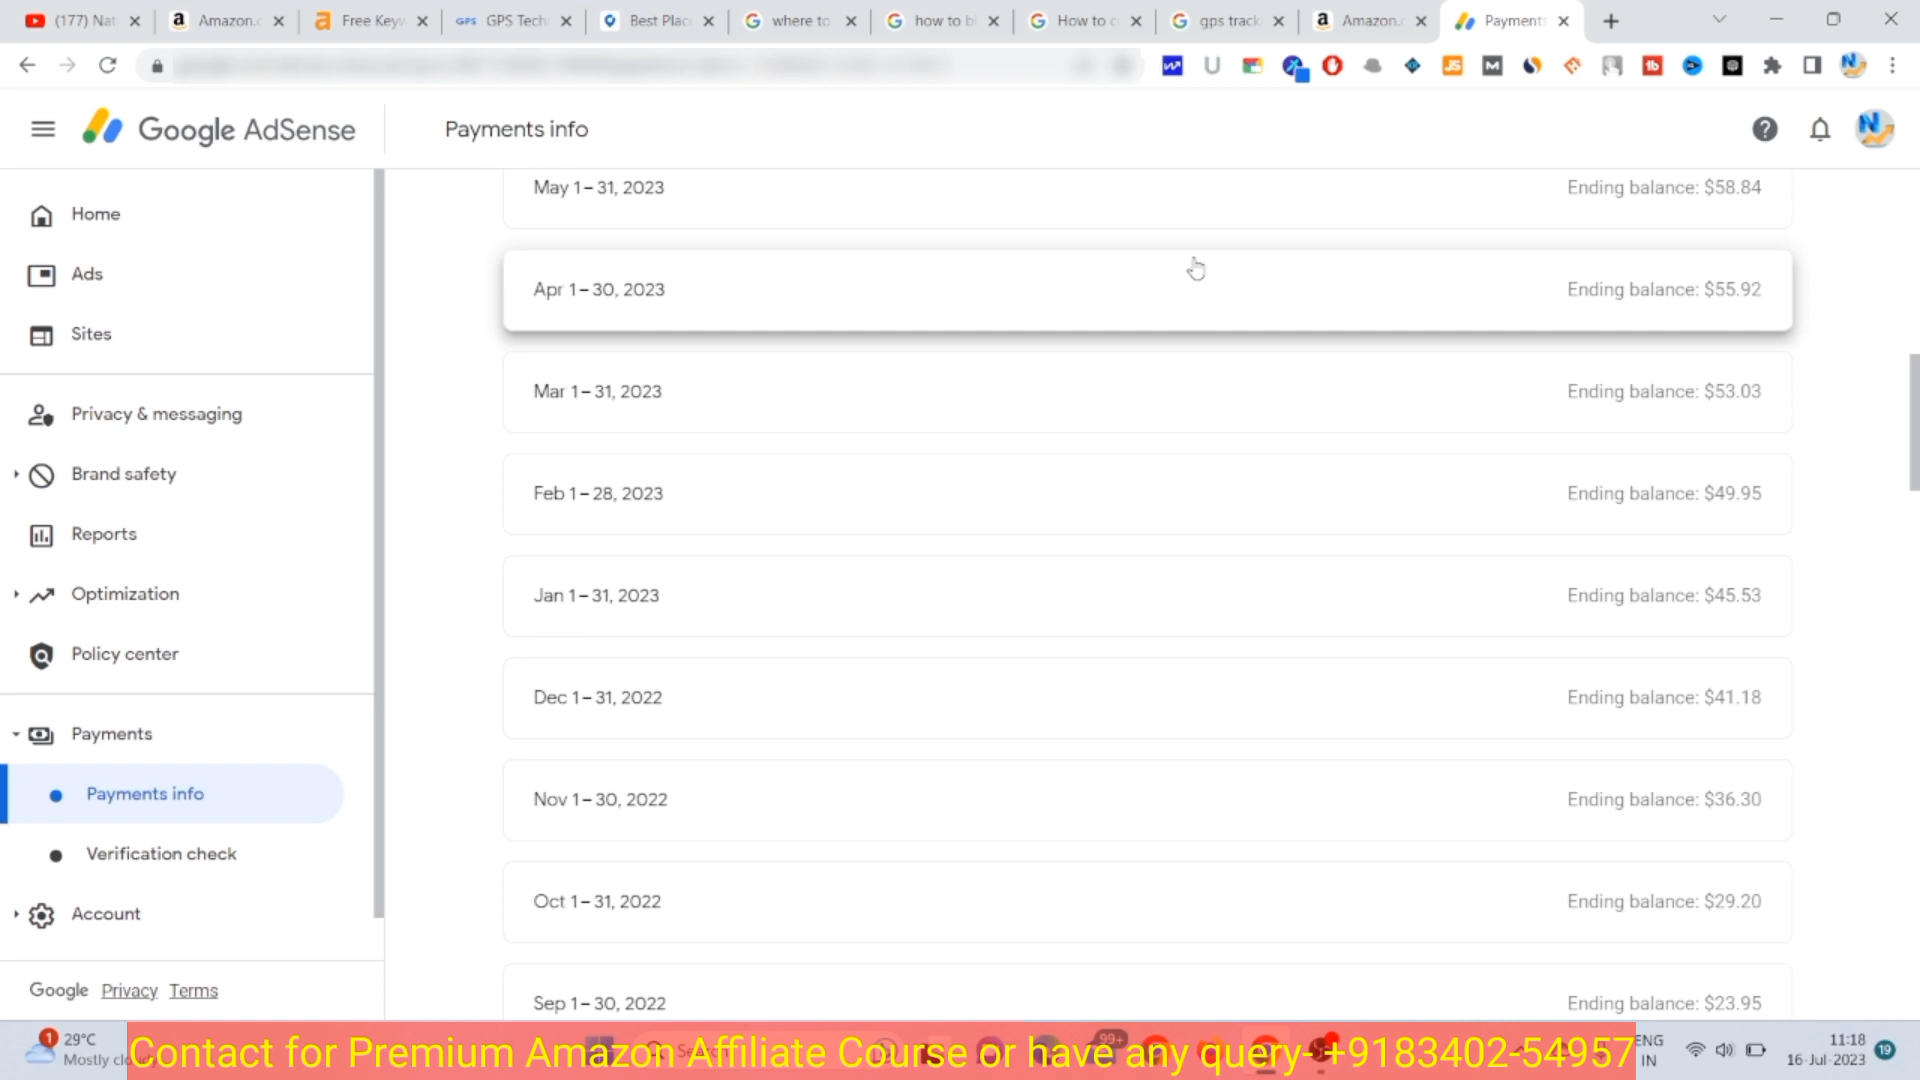 (177) Nat
Amazon.c
Free Keyw
GPS GPS Tech
Best Plac
where to
how to bl
How to c
gps track
Amazon.c
Payments
Google AdSense
Payments info
Home
Ads
Sites
Privacy & messaging
Brand safety
Reports
Optimization
Policy center
Payments
Payments info
Verification check
Account
Google Privacy Terms
May 1 – 31, 2023 Ending balance: $58.84
Apr 1 – 30, 2023 Ending balance: $55.92
Mar 1 – 31, 2023 Ending balance: $53.03
Feb 1 – 28, 2023 Ending balance: $49.95
Jan 1 – 31, 2023 Ending balance: $45.53
Dec 1 – 31, 2022 Ending balance: $41.18
Nov 1 – 30, 2022 Ending balance: $36.30
Oct 1 – 31, 2022 Ending balance: $29.20
Sep 1 – 30, 2022 Ending balance: $23.95
1 29°C
Mostly
Contact for Premium Amazon Affiliate Course or have any query- +9183402-54957
99+
ENG
IN
11:18
16-Jul-2023
19